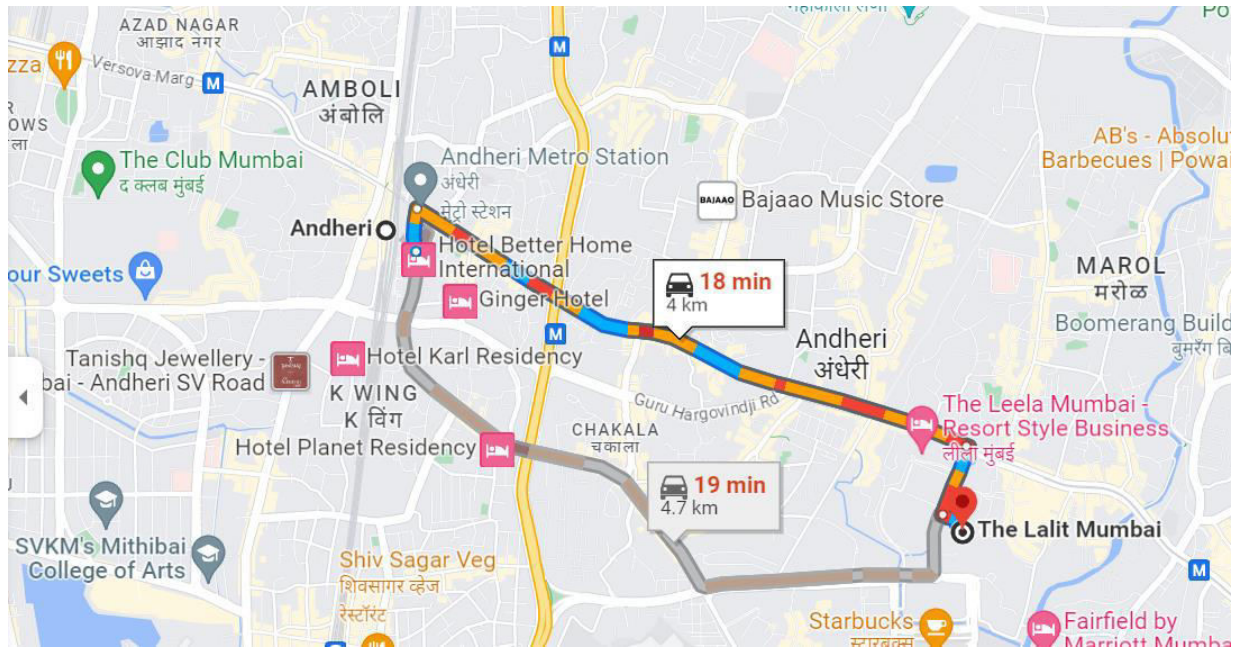 AZAD NAGAR
आझाद नगर
zza
Versova Marg
M
M
AMBOLI
अंबोलि
OWS
The Club Mumbai
द क्लब मुंबई
Andheri Metro Station
अंधेरी
मेट्रो स्टेशन
Andheri
BAJAAO
Bajaao Music Store
AB's - Absolu
Barbecues | Powai
Hotel Better Home
International
our Sweets
Ginger Hotel
18 min
4 km
MAROL
मरोळ
M
Andheri
अंधेरी
Boomerang Build
Tanishq Jewellery -
bai - Andheri SV Road
Hotel Karl Residency
K WING
K विंग
Guru Hargovindji Rd
The Leela Mumbai -
Resort Style Business
लीला मुंबई
CHAKALA
चकाला
Hotel Planet Residency
19 min
4.7 km
The Lalit Mumbai
SVKM's Mithibai
College of Arts
Shiv Sagar Veg
शिवसागर व्हेज
रेस्टॉरंट
M
Starbucks
स्टारबक्स
Fairfield by
Marriott Mumba